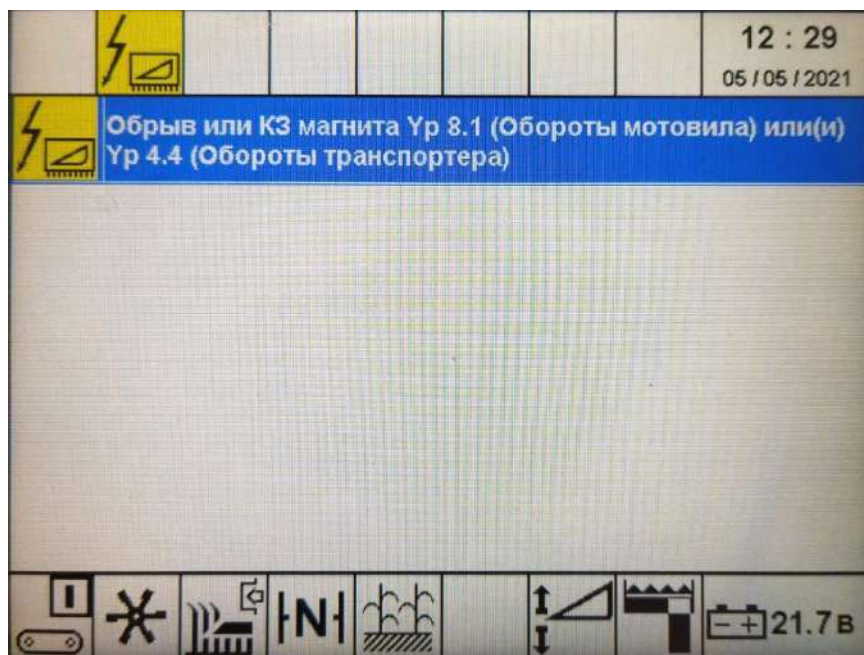 12 : 29
05 / 05 / 2021
Обрыв или КЗ магнита Yp 8.1 (Обороты мотовила) или(и)
Yp 4.4 (Обороты транспортера)
I
N
21.7 в